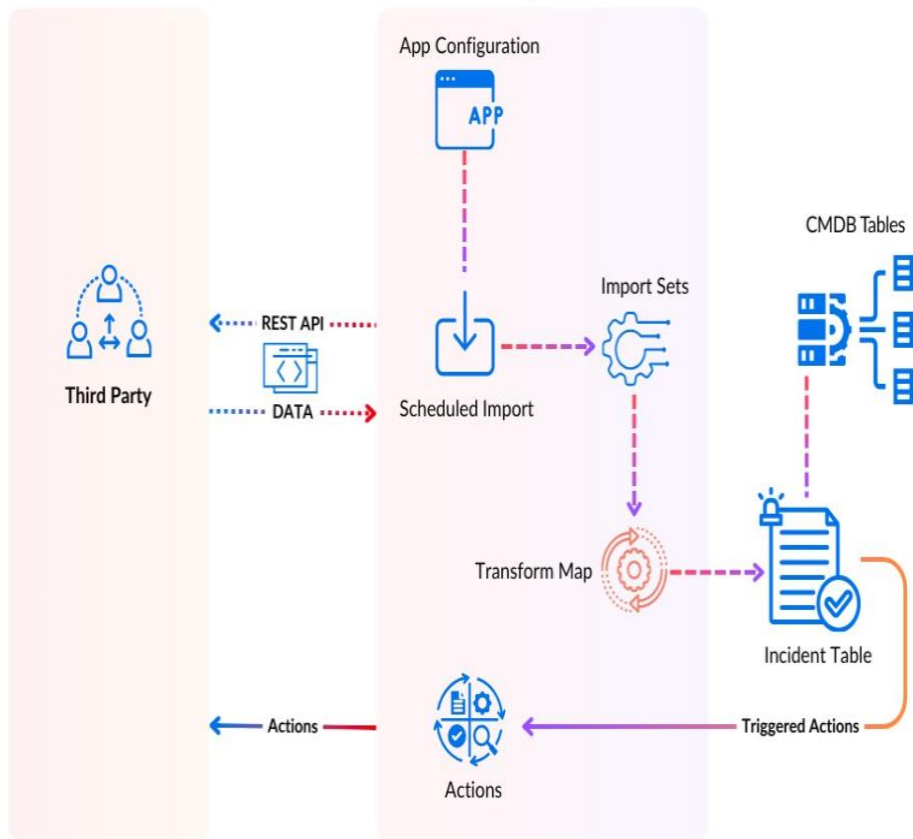 App Configuration
APP
CMDB Tables
Import Sets
REST API
Third Party
DATA
Scheduled Import
Transform Map
Incident Table
Actions
Triggered Actions
Actions